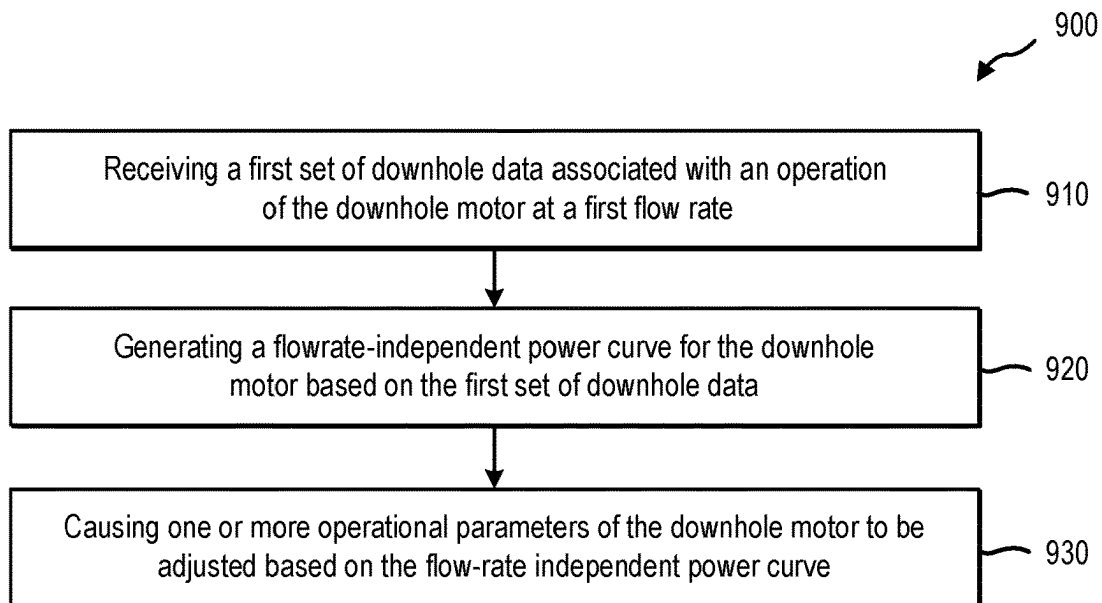 900
Receiving a first set of downhole data associated with an operation
of the downhole motor at a first flow rate
910
Generating a flowrate-independent power curve for the downhole
motor based on the first set of downhole data
920
Causing one or more operational parameters of the downhole motor to be
adjusted based on the flow-rate independent power curve
930